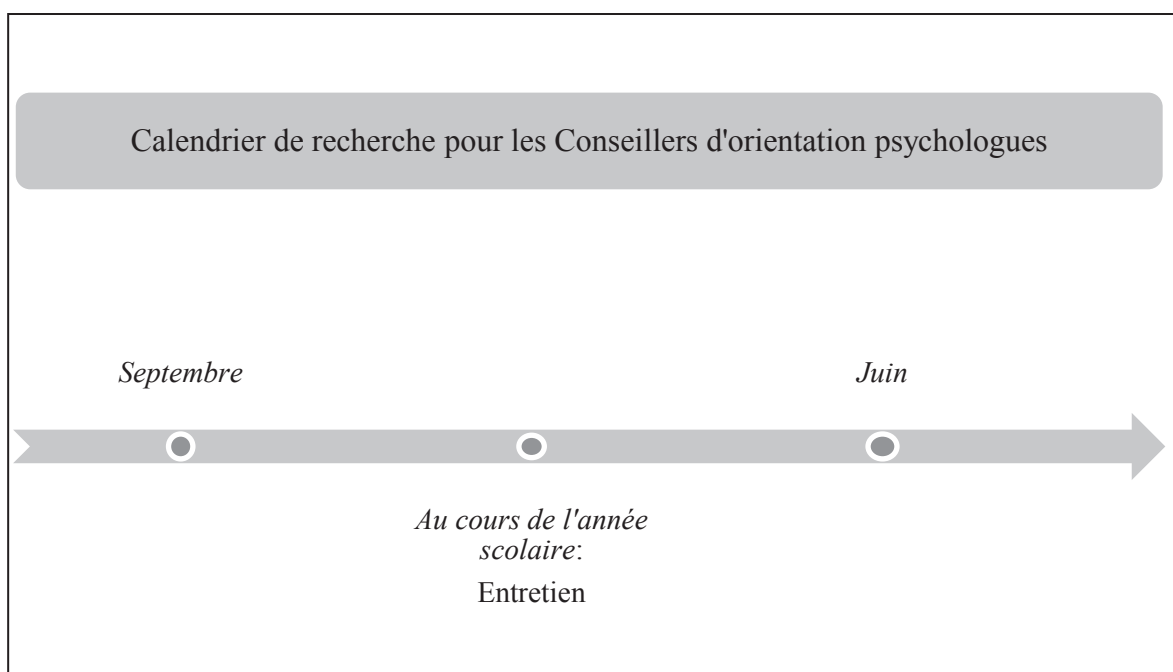 Calendrier de recherche pour les Conseillers d'orientation psychologues
Septembre
Juin
Au cours de l'année
scolaire:
Entretien